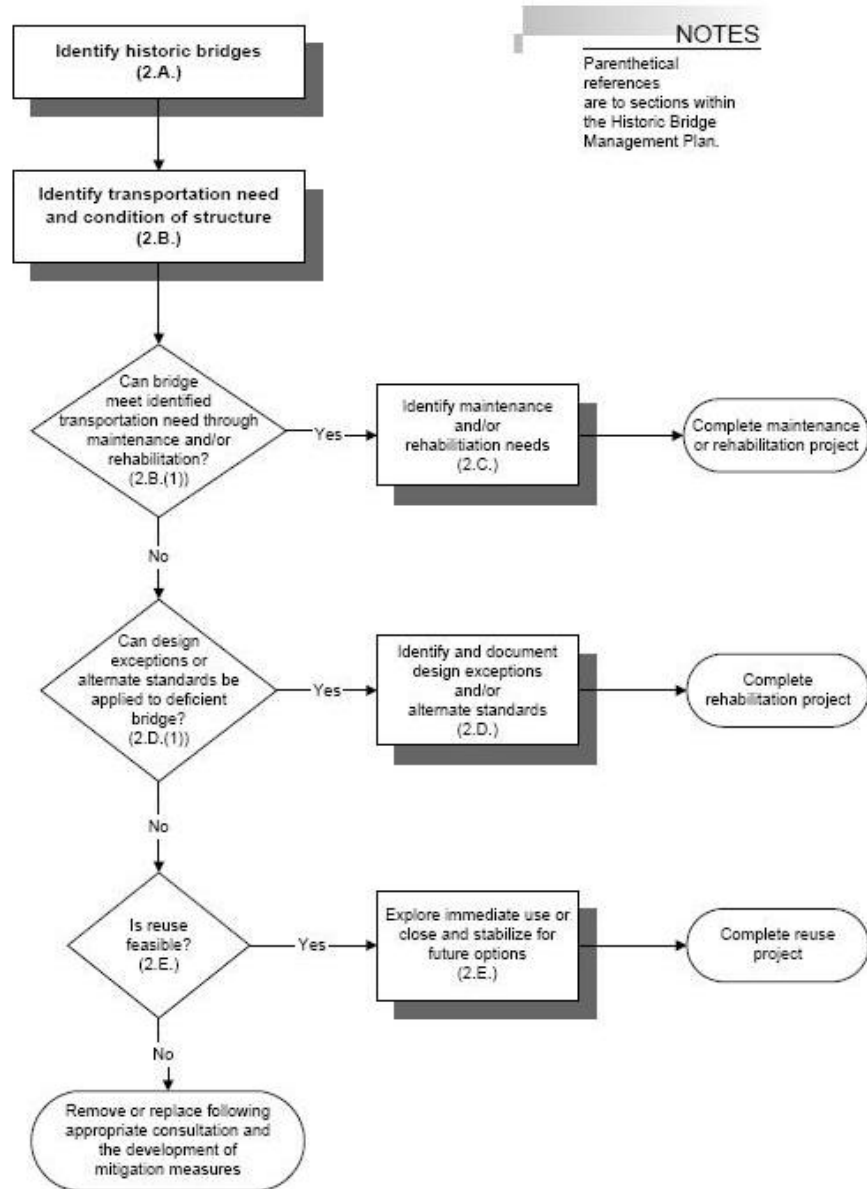 NOTES
Parenthetical
references
are to sections within
the Historic Bridge
Management Plan.
Identify historic bridges
(2.A.)
Identify transportation need
and condition of structure
(2.B.)
Can bridge
meet identified
transportation need through
maintenance and/or
rehabilitation?
(2.B.(1))
Yes
Identify maintenance
and/or
rehabilitiation needs
(2.C.)
Complete maintenance
or rehabilitation project
No
Can design
exceptions or
alternate standards be
applied to deficient
bridge?
(2.D.(1))
Yes
Identify and document
design exceptions
and/or
alternate standards
(2.D.)
Complete
rehabilitation project
No
Is reuse
feasible?
(2.E.)
Yes
Explore immediate use or
close and stabilize for
future options
(2.E.)
Complete reuse
project
No
Remove or replace following
appropriate consultation and
the development of
mitigation measures